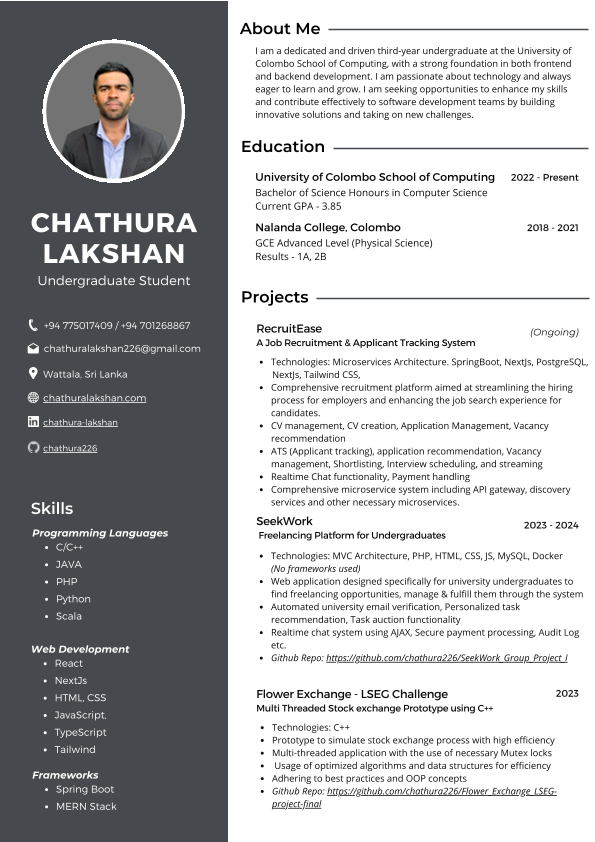 CHATHURA
LAKSHAN
Undergraduate Student
+94 775017409 / +94 701268867
chathuralakshan226@gmail.com
Wattala, Sri Lanka
chathuralakshan.com
chathura-lakshan
chathura226
Skills
Programming Languages
• C/C++
• JAVA
• PHP
• Python
• Scala
Web Development
• React
• NextJs
• HTML, CSS
• JavaScript,
• TypeScript
• Tailwind
Frameworks
• Spring Boot
• MERN Stack
About Me
I am a dedicated and driven third-year undergraduate at the University of
Colombo School of Computing, with a strong foundation in both frontend
and backend development. I am passionate about technology and always
eager to learn and grow. I am seeking opportunities to enhance my skills
and contribute effectively to software development teams by building
innovative solutions and taking on new challenges.
Education
University of Colombo School of Computing 2022 - Present
Bachelor of Science Honours in Computer Science
Current GPA - 3.85
Nalanda College, Colombo 2018 - 2021
GCE Advanced Level (Physical Science)
Results - 1A, 2B
Projects
RecruitEase (Ongoing)
A Job Recruitment & Applicant Tracking System
• Technologies: Microservices Architecture. SpringBoot, NextJs, PostgreSQL,
NextJs, Tailwind CSS,
• Comprehensive recruitment platform aimed at streamlining the hiring
process for employers and enhancing the job search experience for
candidates.
• CV management, CV creation, Application Management, Vacancy
recommendation
• ATS (Applicant tracking), application recommendation, Vacancy
management, Shortlisting, Interview scheduling, and streaming
• Realtime Chat functionality, Payment handling
• Comprehensive microservice system including API gateway, discovery
services and other necessary microservices.
SeekWork 2023 - 2024
Freelancing Platform for Undergraduates
• Technologies: MVC Architecture, PHP, HTML, CSS, JS, MySQL, Docker
(No frameworks used)
• Web application designed specifically for university undergraduates to
find freelancing opportunities, manage & fulfill them through the system
• Automated university email verification, Personalized task
recommendation, Task auction functionality
• Realtime chat system using AJAX, Secure payment processing, Audit Log
etc.
• Github Repo: https://github.com/chathura226/SeekWork_Group_Project_I
Flower Exchange - LSEG Challenge 2023
Multi Threaded Stock exchange Prototype using C++
• Technologies: C++
• Prototype to simulate stock exchange process with high efficiency
• Multi-threaded application with the use of necessary Mutex locks
• Usage of optimized algorithms and data structures for efficiency
• Adhering to best practices and OOP concepts
• Github Repo: https://github.com/chathura226/Flower_Exchange_LSEG-
project-final